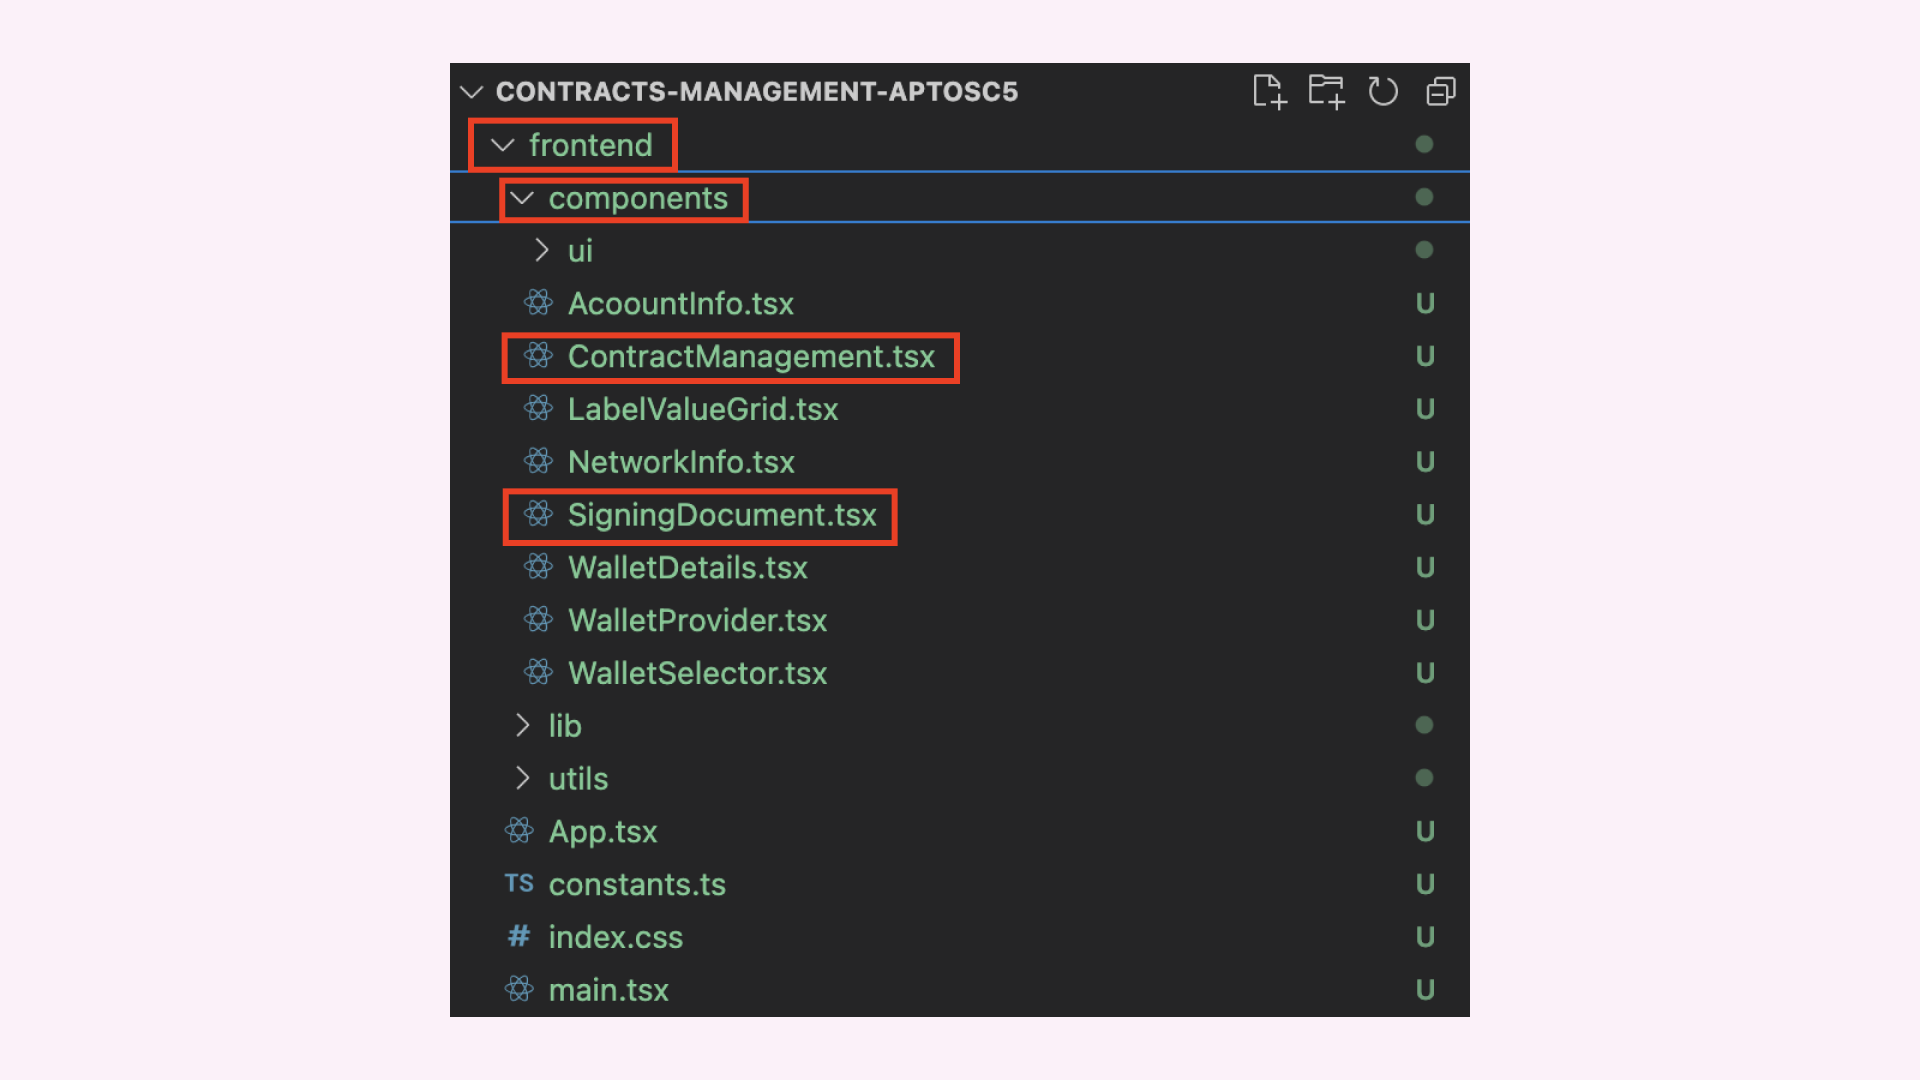 CONTRACTS-MANAGEMENT-APTOSC5
frontend
components
ui
AcoountInfo.tsx U
ContractManagement.tsx U
LabelValueGrid.tsx U
NetworkInfo.tsx U
SigningDocument.tsx U
WalletDetails.tsx U
WalletProvider.tsx U
WalletSelector.tsx U
lib
utils
App.tsx U
TS constants.ts U
# index.css U
main.tsx U